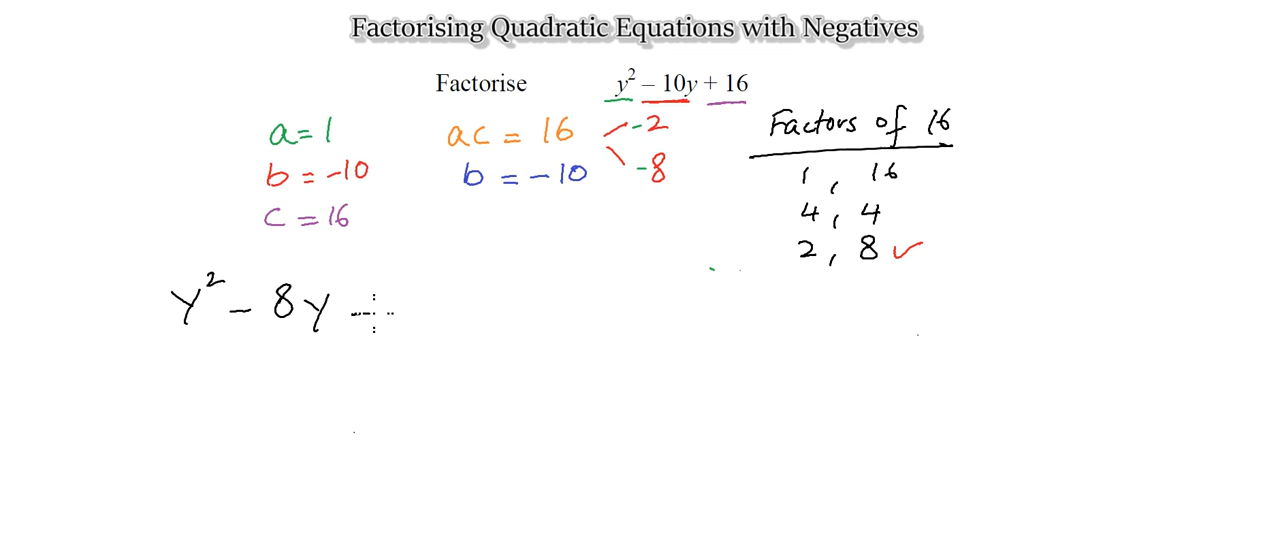 Factorising Quadratic Equations with Negatives
Factorise y² – 10y + 16
a = 1
b = -10
c = 16
ac = 16
-2
-8
b = -10
Factors of 16
1, 16
4, 4
2, 8 ✓
y² - 8y -